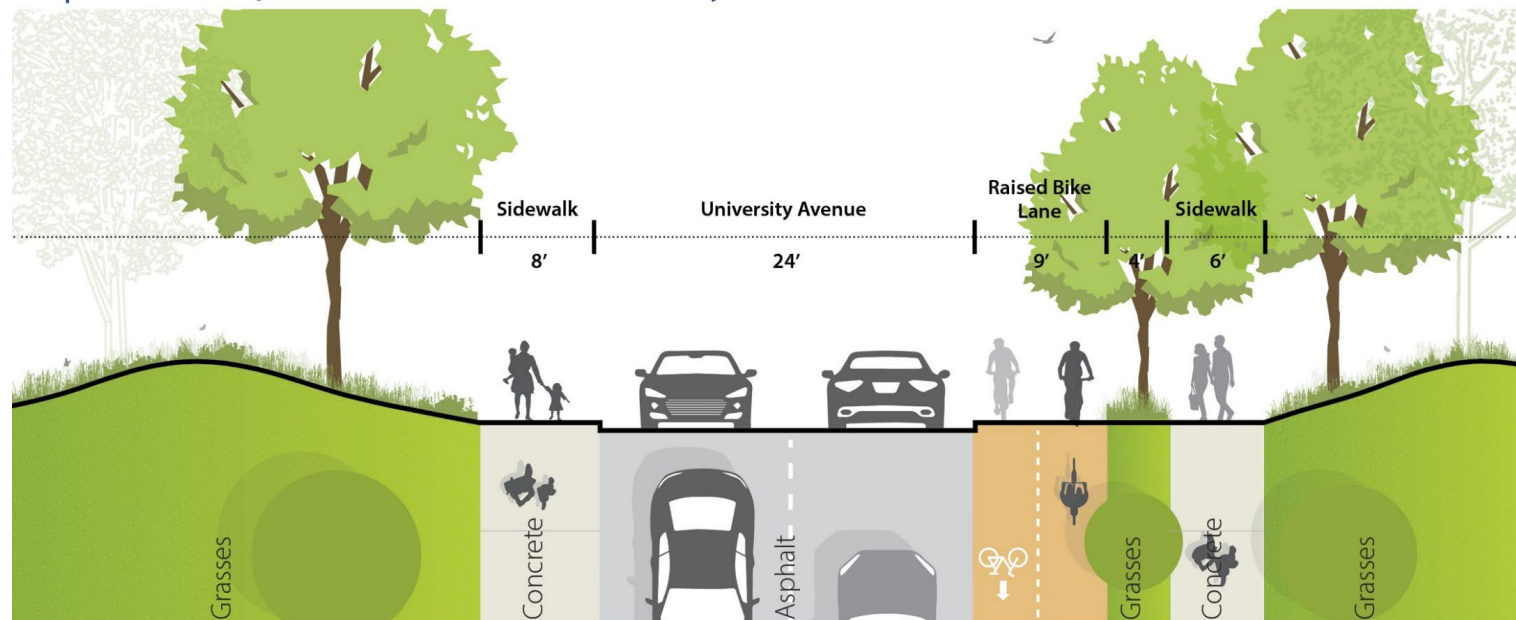 Sidewalk
University Avenue
Raised Bike
Lane
Sidewalk
8’
24’
9’
4’
6’
Grasses
Concrete
Asphalt
Grasses
Concrete
Grasses